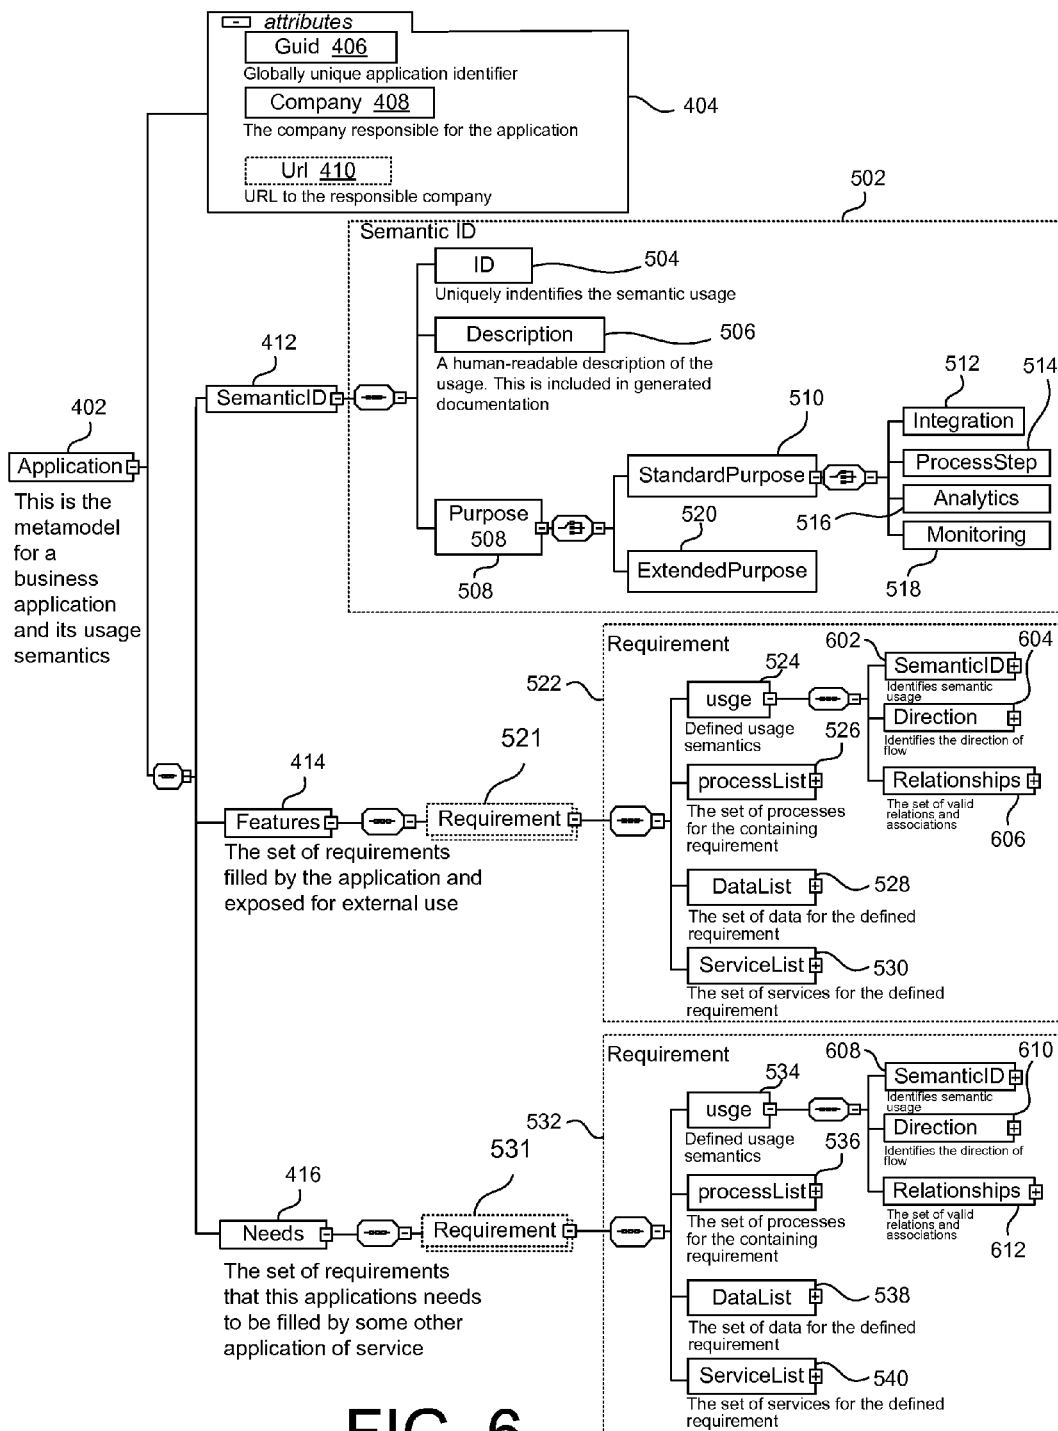 attributes
Guid 406
Globally unique application identifier
Company 408
404
The company responsible for the application
Url 410
URL to the responsible company
502
Semantic ID
504
ID
Uniquely indentifies the semantic usage
506
Description
412
A human-readable description of the
usage. This is included in generated
documentation
SemanticID
510
512
514
Integration
402
Application
StandardPurpose
ProcessStep
This is the
metamodel
for a
business
application
and its usage
semantics
516
Analytics
Purpose
508
520
Monitoring
508
ExtendedPurpose
518
Requirement
602
604
522
524
SemanticID
Identifies semantic
usage
usge
Defined usage
semantics
Direction
Identifies the direction of
flow
521
526
414
processList
Relationships
The set of processes
for the containing
requirement
The set of valid
relations and
associations
606
Features
Requirement
The set of requirements
filled by the application and
exposed for external use
DataList
528
The set of data for the defined
requirement
ServiceList
530
The set of services for the defined
requirement
Requirement
608
610
532
534
SemanticID
Identifies semantic
usage
usge
Defined usage
semantics
Direction
Identifies the direction of
flow
531
536
416
processList
Relationships
The set of processes
for the containing
requirement
The set of valid
relations and
associations
612
Needs
Requirement
The set of requirements
that this applications needs
to be filled by some other
application of service
DataList
538
The set of data for the defined
requirement
ServiceList
540
The set of services for the defined
requirement
FIG. 6